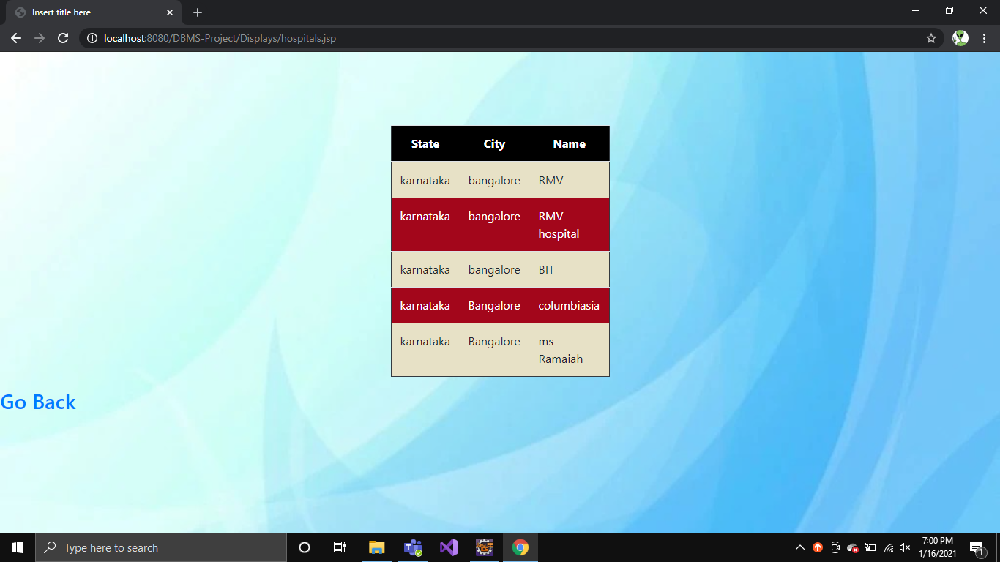 Insert title here
localhost:8080/DBMS-Project/Displays/hospitals.jsp
State City Name
karnataka bangalore RMV
karnataka bangalore RMV
hospital
karnataka bangalore BIT
karnataka Bangalore columbiasia
karnataka Bangalore ms
Ramaiah
Go Back
Type here to search
7:00 PM
1/16/2021
1